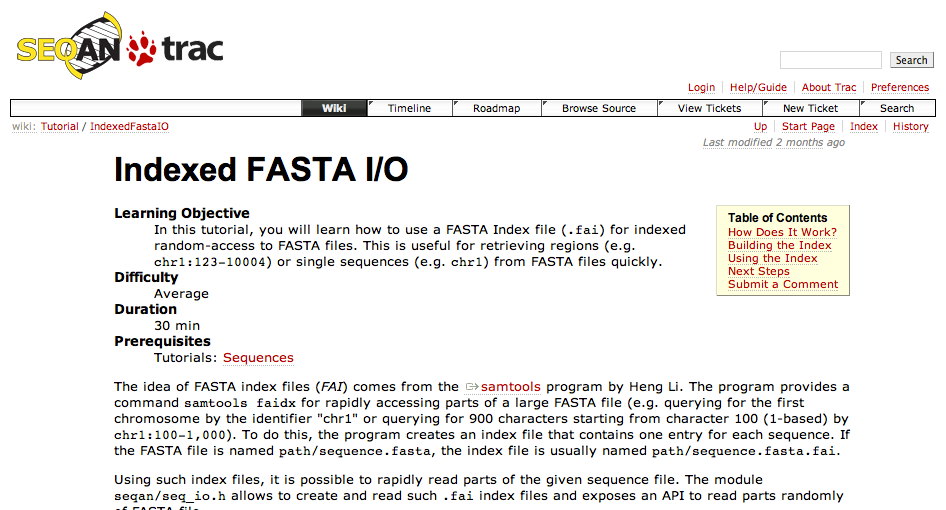 SEQAN trac
Search
Login Help/Guide About Trac Preferences
Wiki Timeline Roadmap Browse Source View Tickets New Ticket Search
wiki: Tutorial / IndexedFastaIO
Up Start Page Index History
Last modified 2 months ago
Indexed FASTA I/O
Learning Objective
In this tutorial, you will learn how to use a FASTA Index file (.fai) for indexed
random-access to FASTA files. This is useful for retrieving regions (e.g.
chr1:123-10004) or single sequences (e.g. chr1) from FASTA files quickly.
Difficulty
Average
Duration
30 min
Prerequisites
Tutorials: Sequences
Table of Contents
How Does It Work?
Building the Index
Using the Index
Next Steps
Submit a Comment
The idea of FASTA index files (FAI) comes from the samtools program by Heng Li. The program provides a
command samtools faidx for rapidly accessing parts of a large FASTA file (e.g. querying for the first
chromosome by the identifier "chr1" or querying for 900 characters starting from character 100 (1-based) by
chr1:100-1,000). To do this, the program creates an index file that contains one entry for each sequence. If
the FASTA file is named path/sequence.fasta, the index file is usually named path/sequence.fasta.fai.
Using such index files, it is possible to rapidly read parts of the given sequence file. The module
seqan/seq_io.h allows to create and read such .fai index files and exposes an API to read parts randomly
of FASTA file.